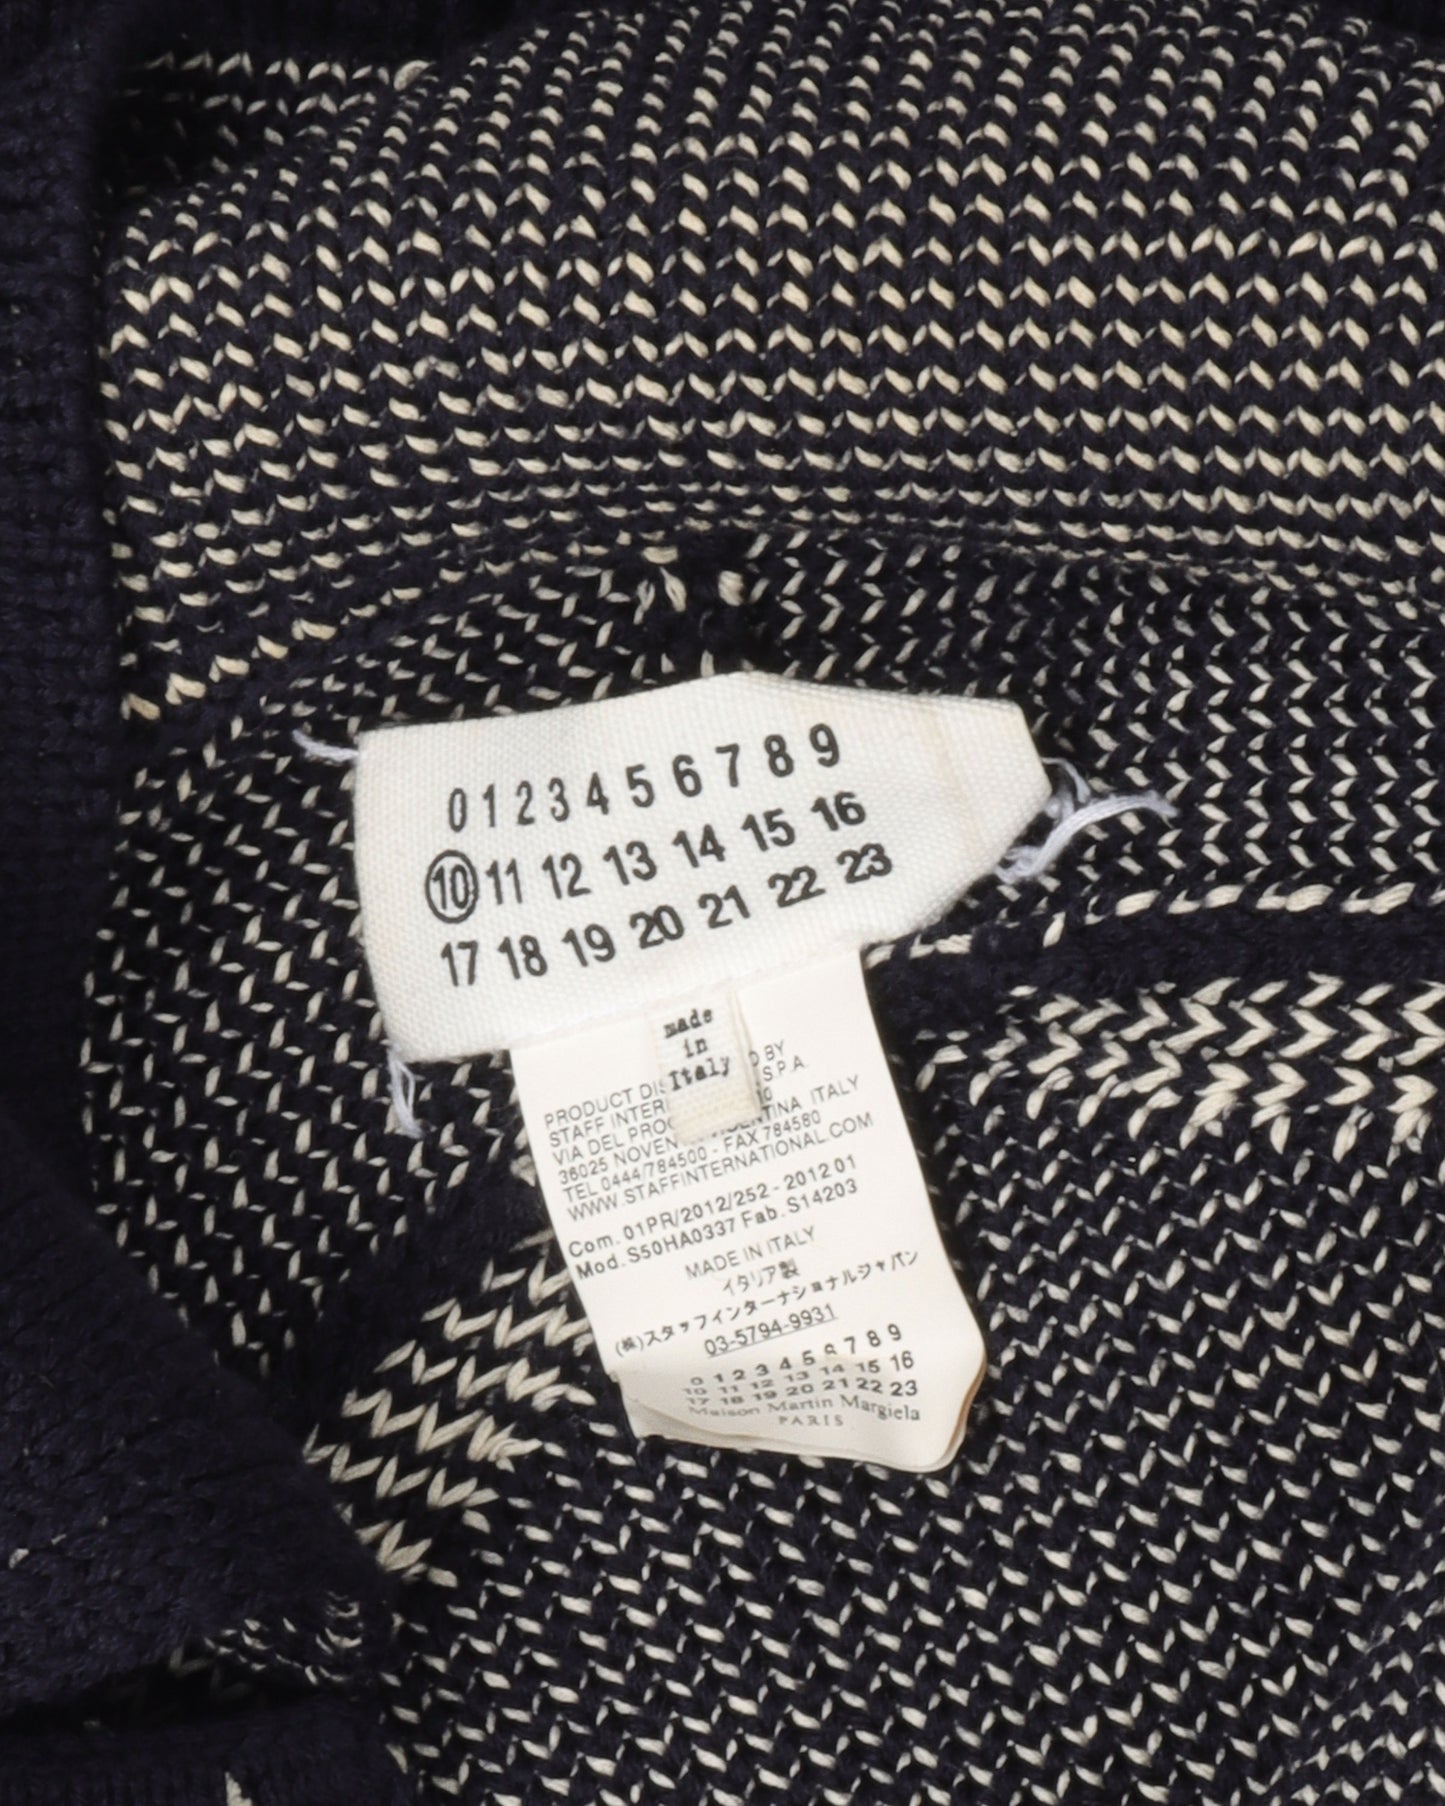 0 1 2 3 4 5 6 7 8 9
10 11 12 13 14 15 16
17 18 19 20 21 22 23
made
in
Italy
PRODUCT BY
STAFF S.P.A.
VIA DEL 10
36025 ITALY
TEL 0444/784500 - FAX 784580
WWW.STAFFINTERNATIONAL.COM
Com. 01PR/2012/252 - 2012 01
Mod. S50HA0337 Fab. S14203
MADE IN ITALY
イタリア製
(株)スタッフインターナショナルジャパン
03-5794-9931
0 1 2 3 4 5 6 7 8 9
10 11 12 13 14 15 16
17 18 19 20 21 22 23
Maison Martin Margiela
PARIS